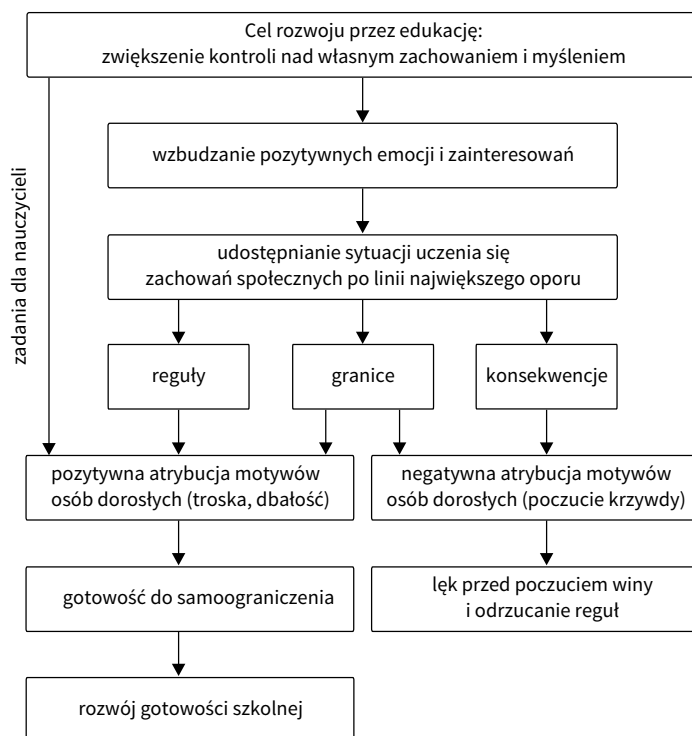 Cel rozwoju przez edukację:
zwiększenie kontroli nad własnym zachowaniem i myśleniem
zadania dla nauczycieli
wzbudzanie pozytywnych emocji i zainteresowań
udostępnianie sytuacji uczenia się
zachowań społecznych po linii największego oporu
reguły
granice
konsekwencje
pozytywna atrybucja motywów
osób dorosłych (troska, dbałość)
negatywna atrybucja motywów
osób dorosłych (poczucie krzywdy)
gotowość do samoograniczenia
lęk przed poczuciem winy
i odrzucanie reguł
rozwój gotowości szkolnej